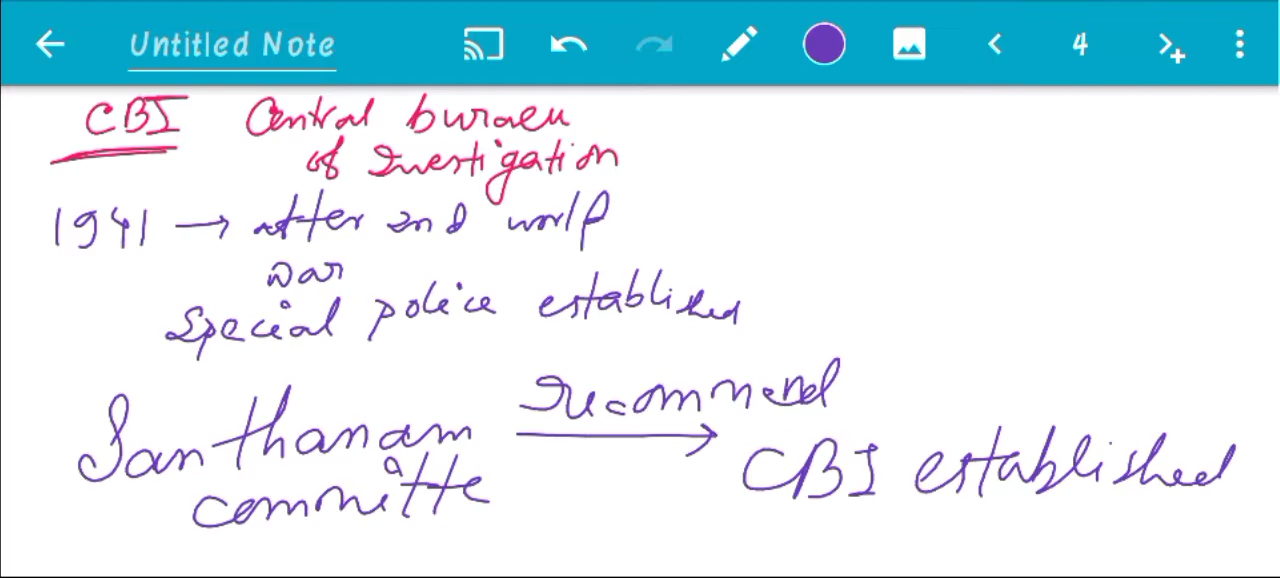 Untitled Note
4
CBI Central buraeu
of Investigation
1941 → after 2nd world
war
Special police established
Santhanam recommend
committe → CBI established